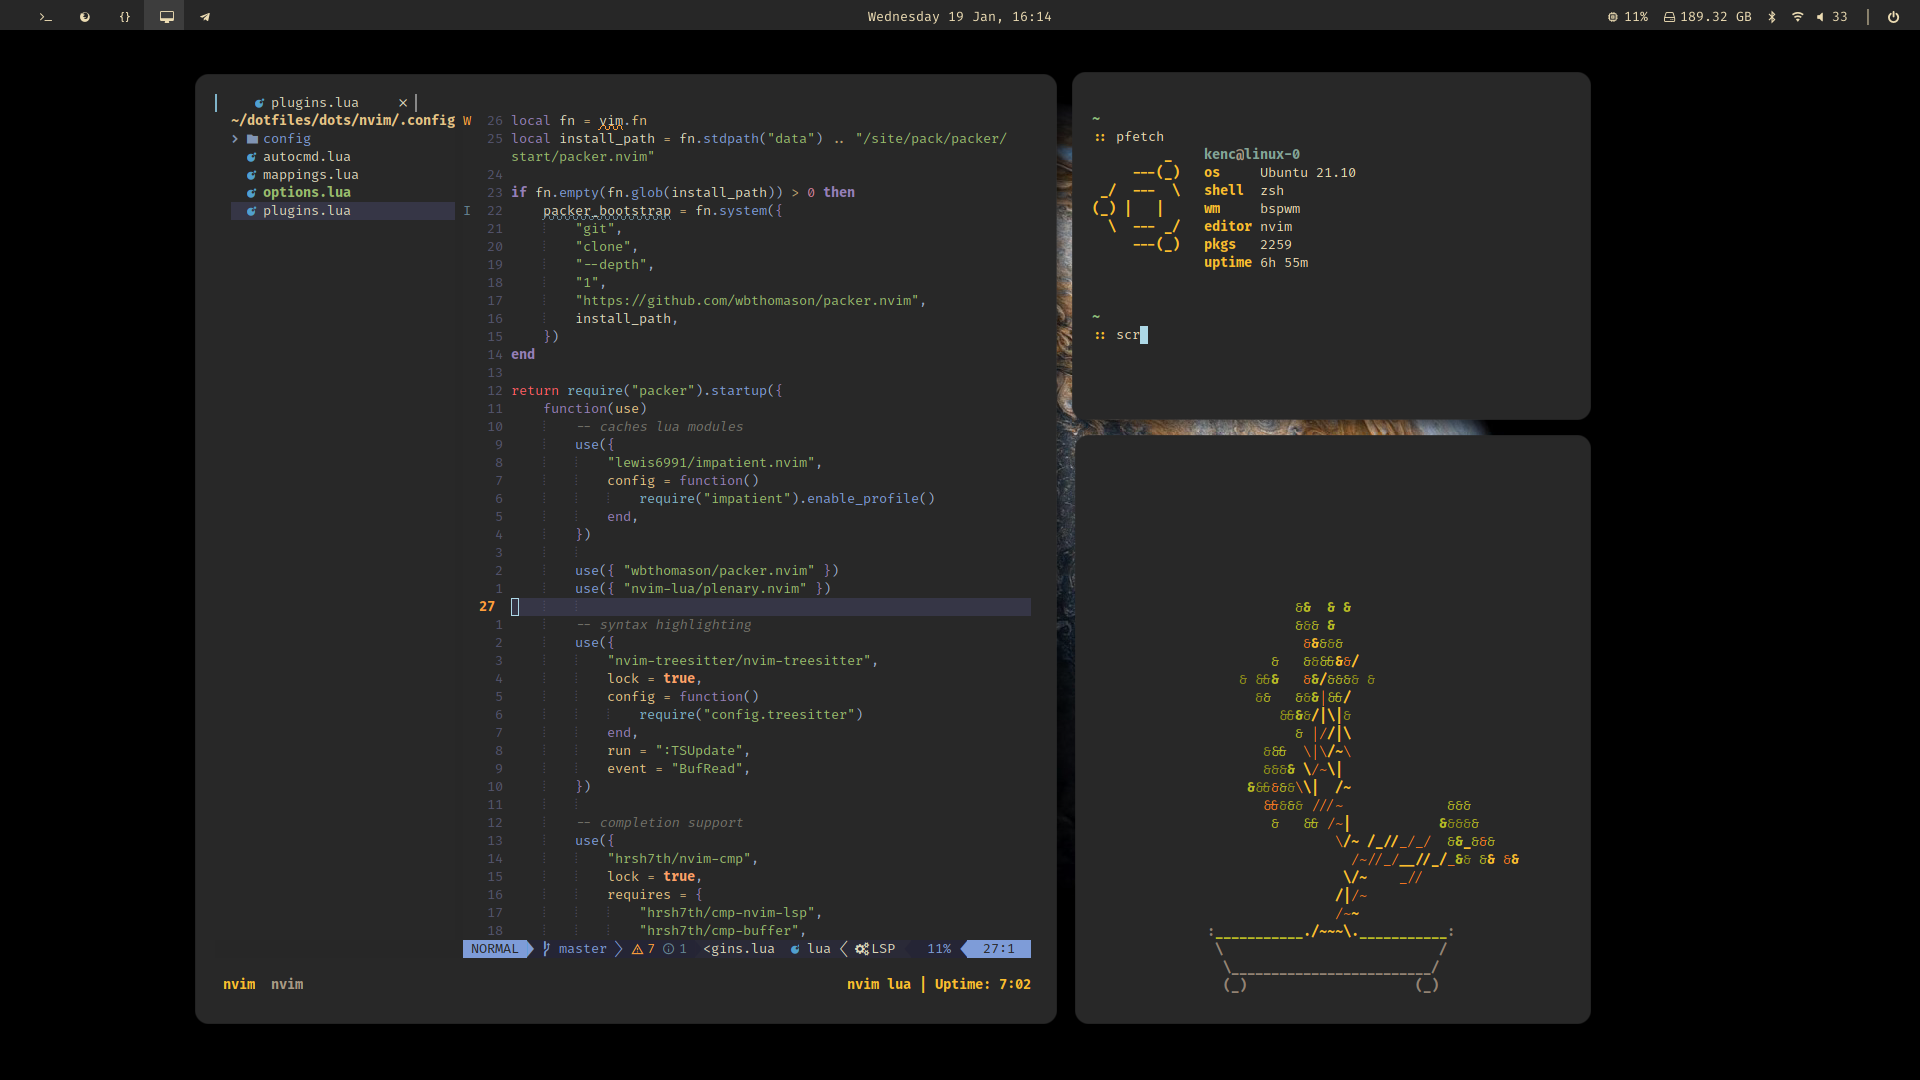 >_ {} Wednesday 19 Jan, 16:14 11% 189.32 GB 33
plugins.lua ×
~/dotfiles/dots/nvim/.config
config
autocmd.lua
mappings.lua
options.lua
plugins.lua
W 26 local fn = vim.fn
25 local install_path = fn.stdpath("data") .. "/site/pack/packer/
start/packer.nvim"
24
23 if fn.empty(fn.glob(install_path)) > 0 then
I 22 packer_bootstrap = fn.system({
21 "git",
20 "clone",
19 "--depth",
18 "1",
17 "https://github.com/wbthomason/packer.nvim",
16 install_path,
15 })
14 end
13
12 return require("packer").startup({
11 function(use)
10 -- caches lua modules
9 use({
8 "lewis6991/impatient.nvim",
7 config = function()
6 require("impatient").enable_profile()
5 end,
4 })
3
2 use({ "wbthomason/packer.nvim" })
1 use({ "nvim-lua/plenary.nvim" })
27
1 -- syntax highlighting
2 use({
3 "nvim-treesitter/nvim-treesitter",
4 lock = true,
5 config = function()
6 require("config.treesitter")
7 end,
8 run = ":TSUpdate",
9 event = "BufRead",
10 })
11
12 -- completion support
13 use({
14 "hrsh7th/nvim-cmp",
15 lock = true,
16 requires = {
17 "hrsh7th/cmp-nvim-lsp",
18 "hrsh7th/cmp-buffer",
NORMAL master 7 1 <gins.lua lua LSP 11% 27:1
nvim nvim nvim lua | Uptime: 7:02
~
:: pfetch
kenc@linux-0
os Ubuntu 21.10
shell zsh
wm bspwm
editor nvim
pkgs 2259
uptime 6h 55m
~
:: scr